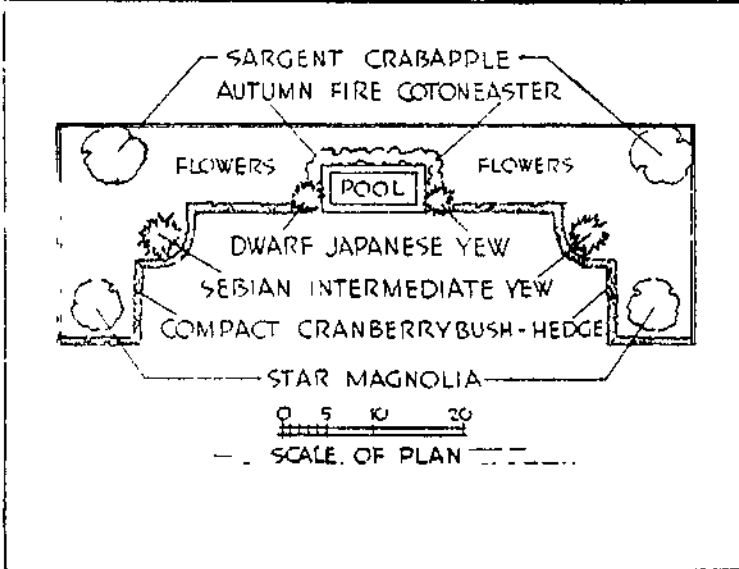 SARGENT CRABAPPLE
AUTUMN FIRE COTONEASTER
FLOWERS
POOL
FLOWERS
DWARF JAPANESE YEW
SEBIAN INTERMEDIATE YEW
COMPACT CRANBERRYBUSH-HEDGE
STAR MAGNOLIA
0 5 10 20
SCALE OF PLAN